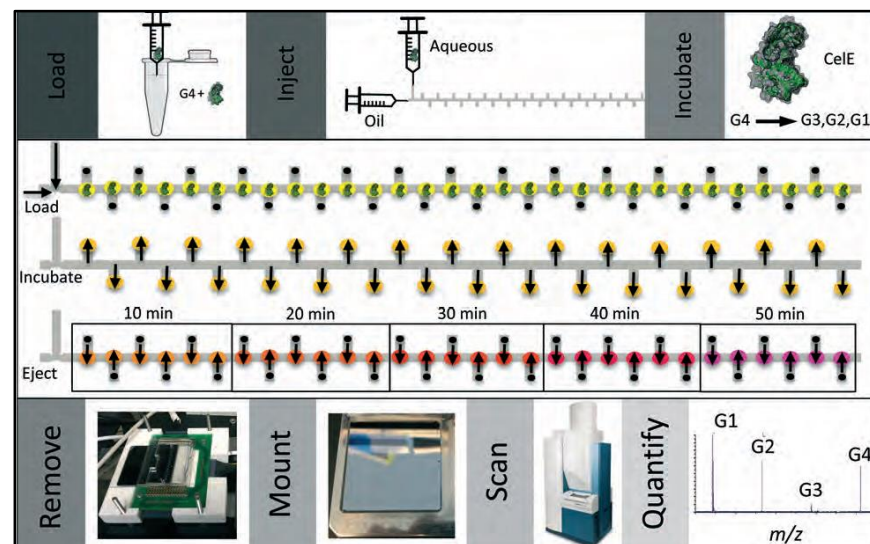 Load
G4 +
Inject
Aqueous
Oil
Incubate
CelE
G4 → G3,G2,G1
Load
Incubate
10 min
20 min
30 min
40 min
50 min
Eject
Remove
Mount
Scan
Quantify
G1
G2
G3
G4
m/z